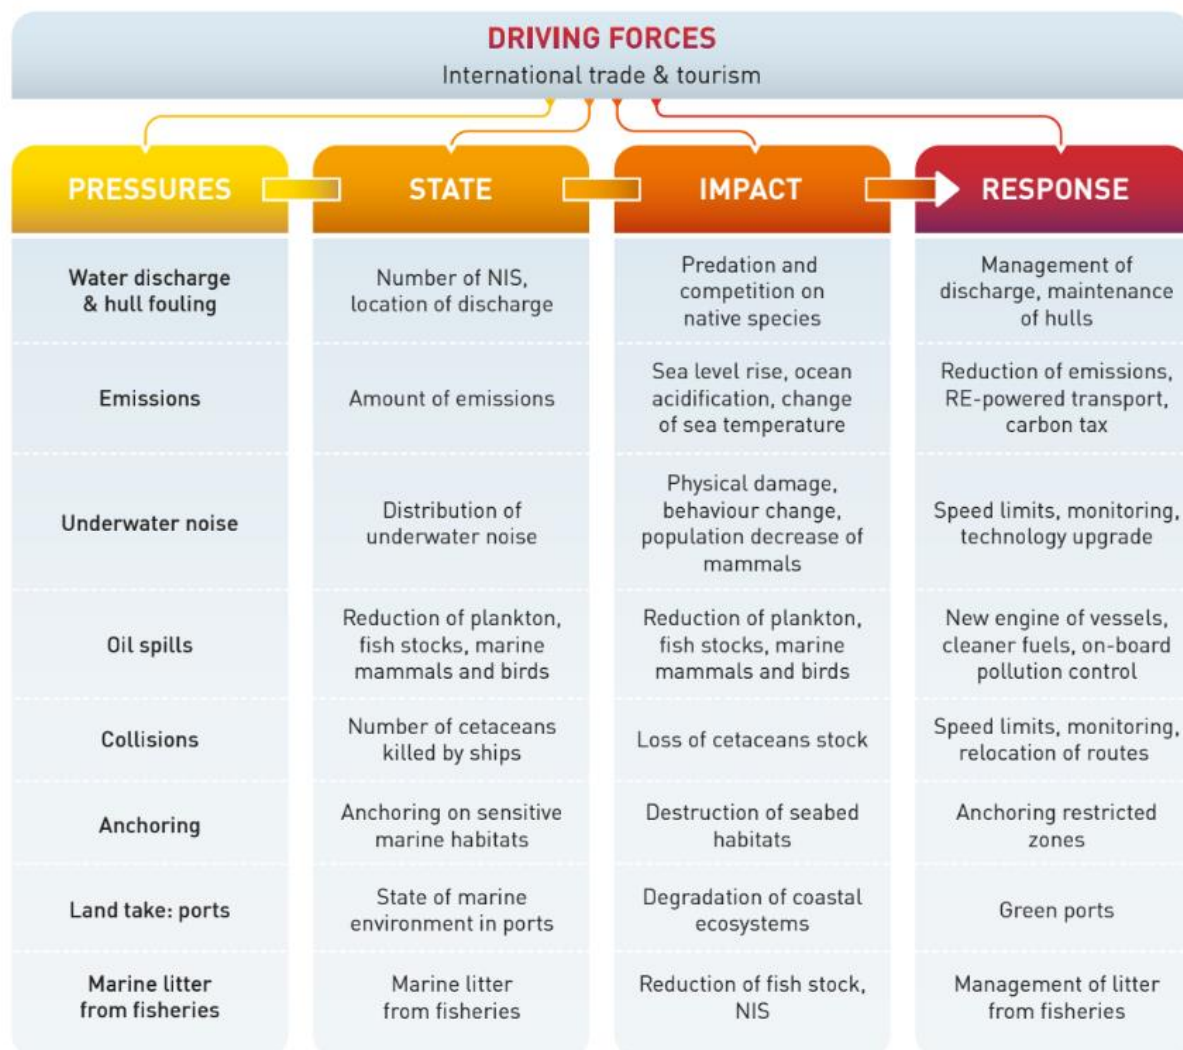 DRIVING FORCES
International trade & tourism
PRESSURES
STATE
IMPACT
RESPONSE
Water discharge
& hull fouling
Number of NIS,
location of discharge
Predation and
competition on
native species
Management of
discharge, maintenance
of hulls
Emissions
Amount of emissions
Sea level rise, ocean
acidification, change
of sea temperature
Reduction of emissions,
RE-powered transport,
carbon tax
Underwater noise
Distribution of
underwater noise
Physical damage,
behaviour change,
population decrease of
mammals
Speed limits, monitoring,
technology upgrade
Oil spills
Reduction of plankton,
fish stocks, marine
mammals and birds
Reduction of plankton,
fish stocks, marine
mammals and birds
New engine of vessels,
cleaner fuels, on-board
pollution control
Collisions
Number of cetaceans
killed by ships
Loss of cetaceans stock
Speed limits, monitoring,
relocation of routes
Anchoring
Anchoring on sensitive
marine habitats
Destruction of seabed
habitats
Anchoring restricted
zones
Land take: ports
State of marine
environment in ports
Degradation of coastal
ecosystems
Green ports
Marine litter
from fisheries
Marine litter
from fisheries
Reduction of fish stock,
NIS
Management of litter
from fisheries